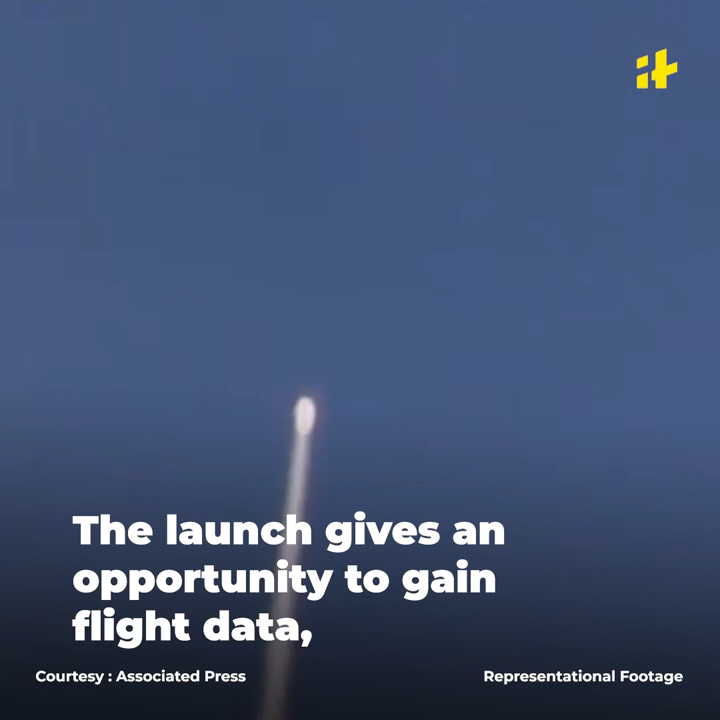 The launch gives an
opportunity to gain
flight data,
Courtesy : Associated Press
Representational Footage